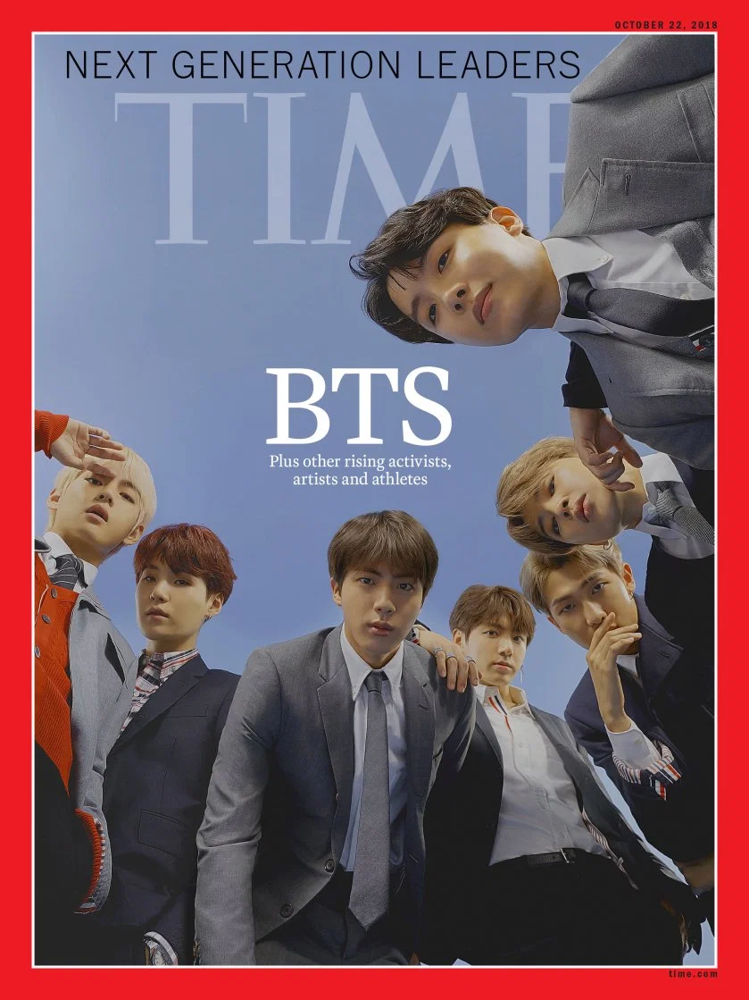 OCTOBER 22, 2018
NEXT GENERATION LEADERS
TIME
BTS
Plus other rising activists,
artists and athletes
time.com